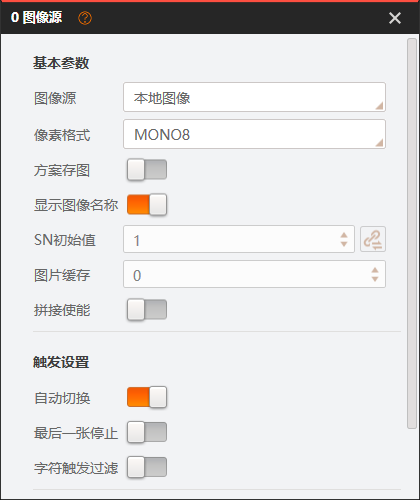 0 图像源
基本参数
图像源 本地图像
像素格式 MONO8
方案存图
显示图像名称
SN初始值 1
图片缓存 0
拼接使能
触发设置
自动切换
最后一张停止
字符触发过滤